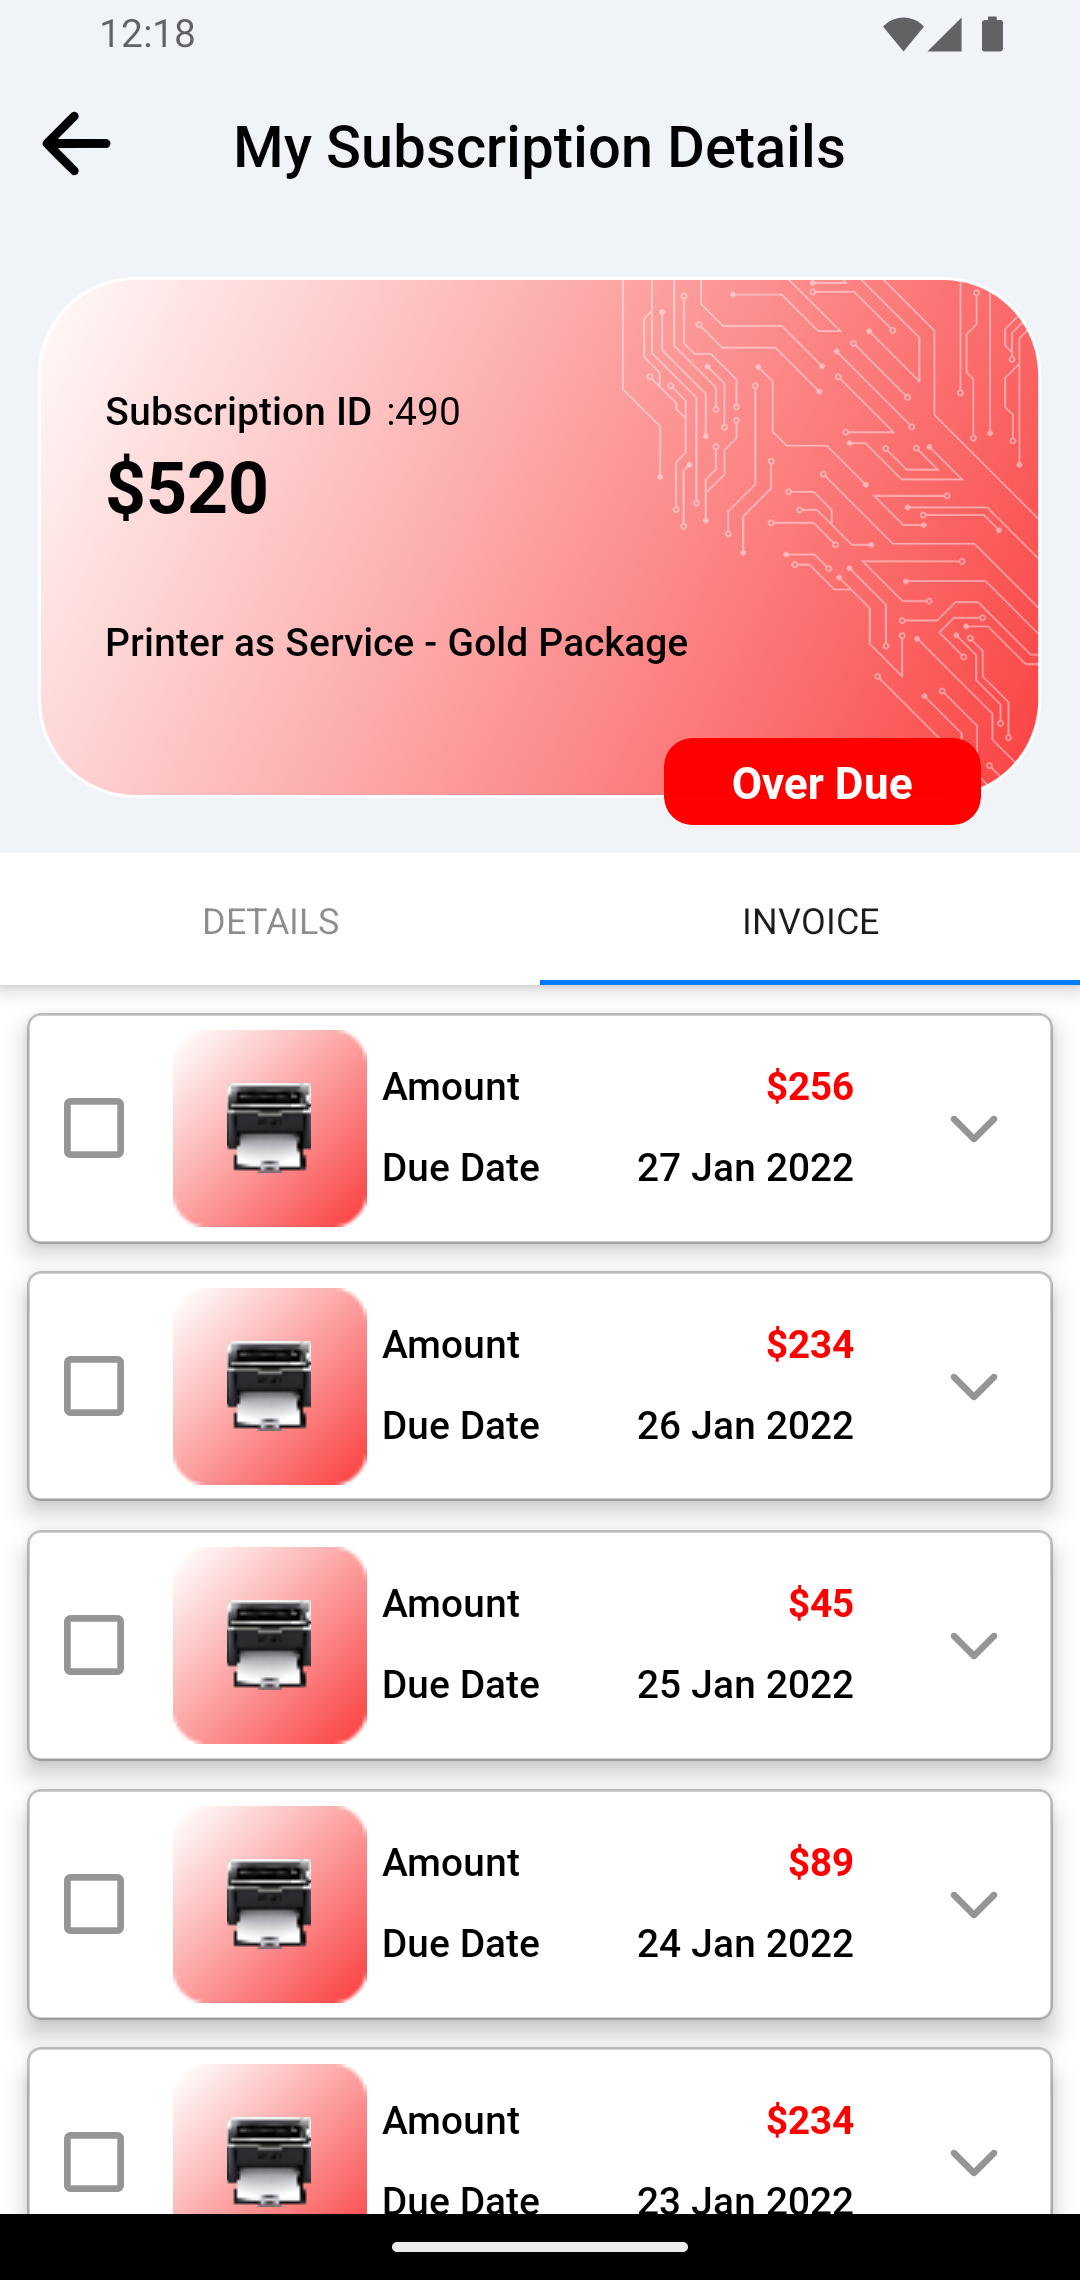 12:18
My Subscription Details
Subscription ID :490
$520
Printer as Service - Gold Package
Over Due
DETAILS INVOICE
Amount $256
Due Date 27 Jan 2022
Amount $234
Due Date 26 Jan 2022
Amount $45
Due Date 25 Jan 2022
Amount $89
Due Date 24 Jan 2022
Amount $234
Due Date 23 Jan 2022